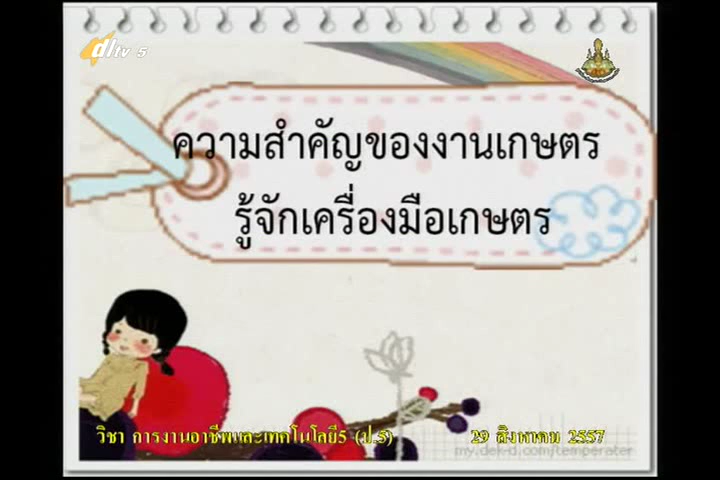 dltv 5
ความสำคัญของงานเกษตร
รู้จักเครื่องมือเกษตร
วิชา การงานอาชีพและเทคโนโลยี5 (ป.5) 29 สิงหาคม 2557
my.dek-d.com/temperater